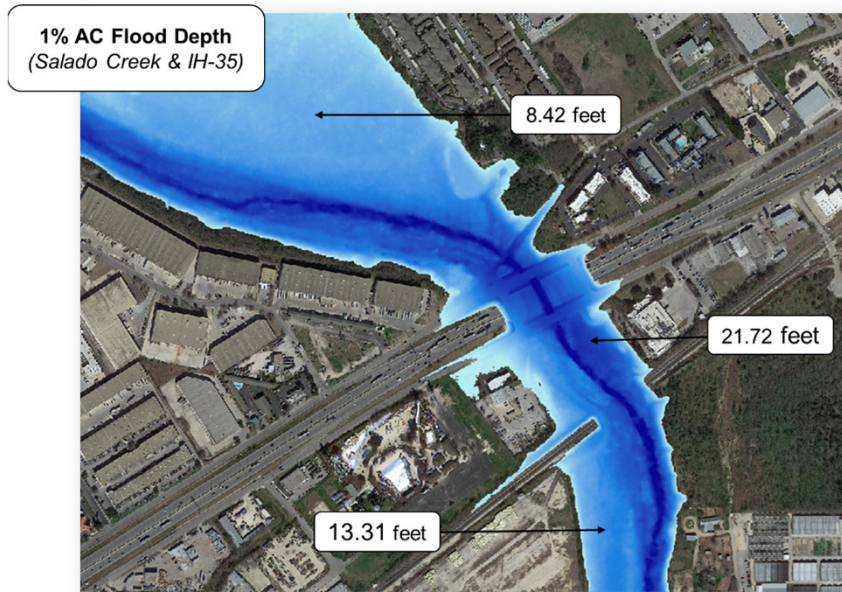 1% AC Flood Depth
(Salado Creek & IH-35)
8.42 feet
21.72 feet
13.31 feet